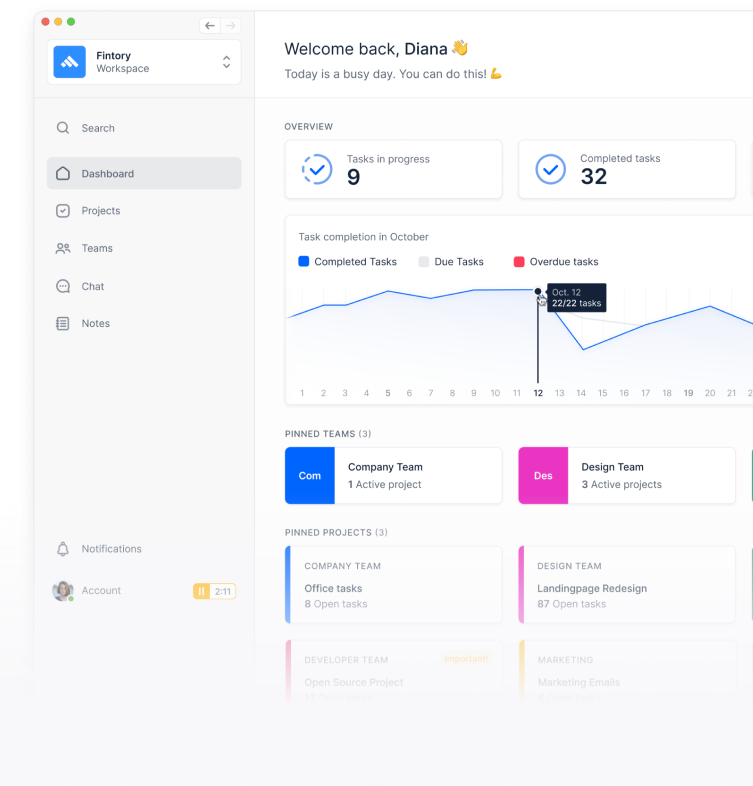 Fintory
Workspace
Search
Dashboard
Projects
Teams
Chat
Notes
Notifications
Account
2:11
Welcome back, Diana 👋
Today is a busy day. You can do this! 💪
OVERVIEW
Tasks in progress
9
Completed tasks
32
Task completion in October
Completed Tasks Due Tasks Overdue tasks
Oct. 12
22/22 tasks
1 2 3 4 5 6 7 8 9 10 11 12 13 14 15 16 17 18 19 20 21
PINNED TEAMS (3)
Com
Company Team
1 Active project
Des
Design Team
3 Active projects
PINNED PROJECTS (3)
COMPANY TEAM
Office tasks
8 Open tasks
DESIGN TEAM
Landingpage Redesign
87 Open tasks
DEVELOPER TEAM Important!
Open Source Project
MARKETING
Marketing Emails